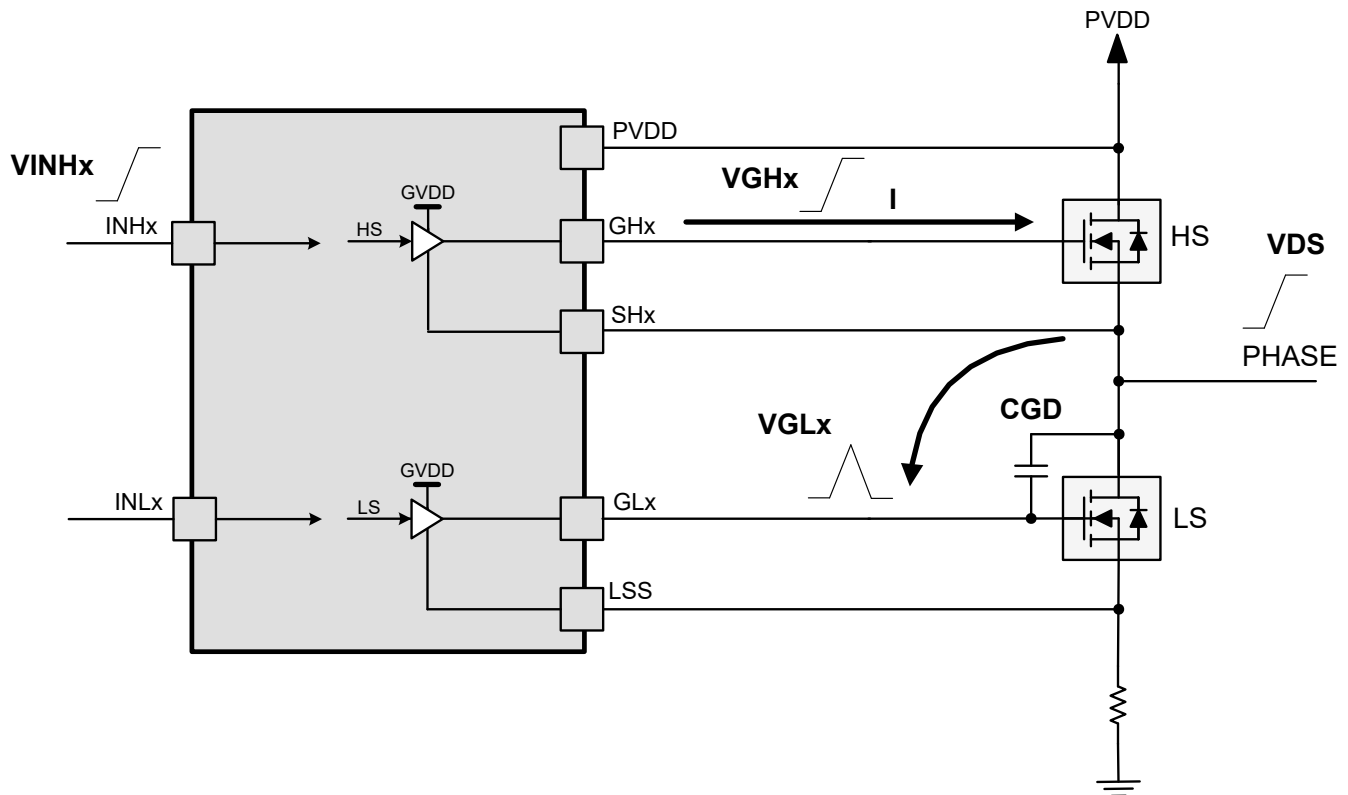 PVDD
PVDD
VINHx
VGHx
I
GVDD
INHx
HS
GHx
HS
VDS
SHx
PHASE
CGD
VGLx
GVDD
INLx
LS
GLx
LS
LSS